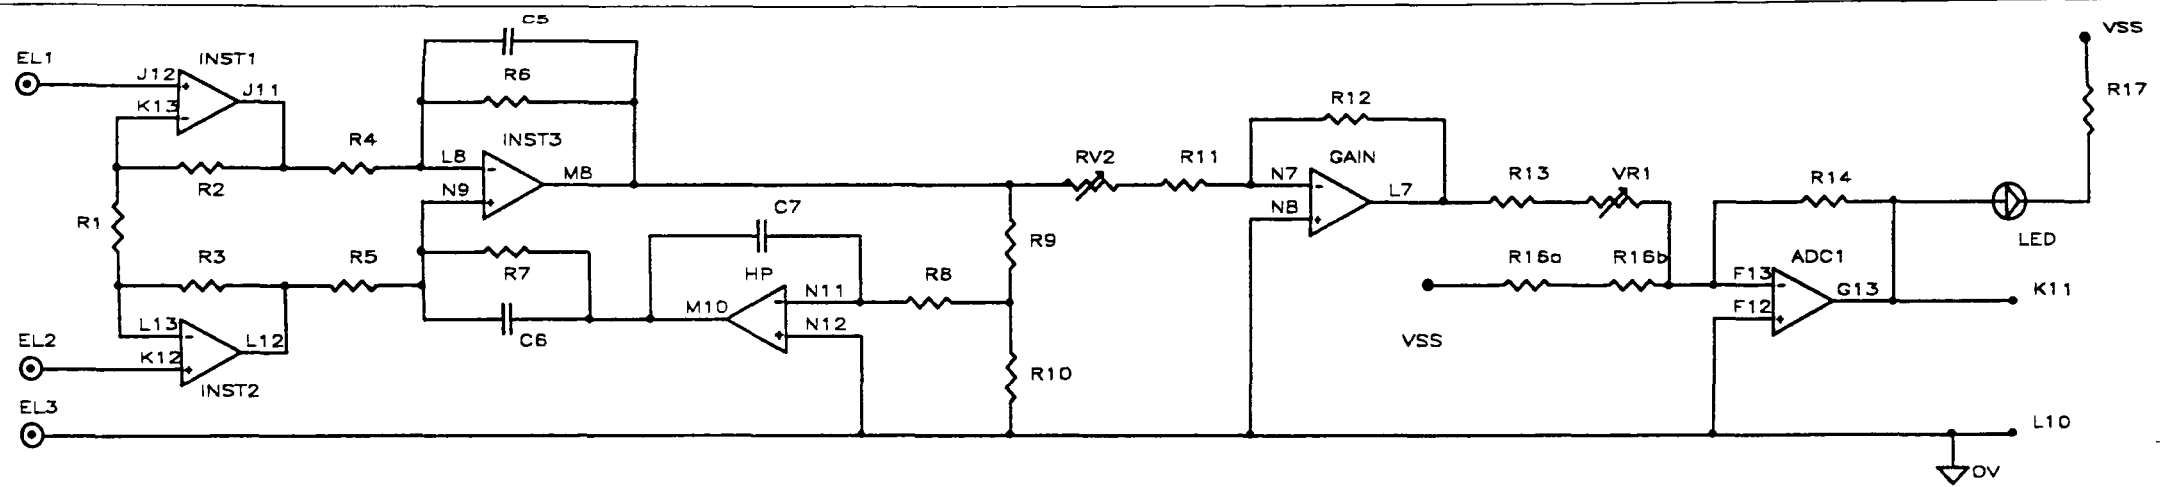 C5
VSS
EL1
INST1
R6
J12
J11
R17
K13
R12
R4
INST3
L8
RV2
R11
N7
GAIN
M8
R2
N9
L7
R13
VR1
R14
R1
C7
N8
R9
LED
R3
R5
R7
HP
R8
R16a
R16b
F13
ADC1
G13
K11
N11
M10
F12
L13
N12
EL2
L12
C6
VSS
K12
INST2
R10
EL3
L10
0V